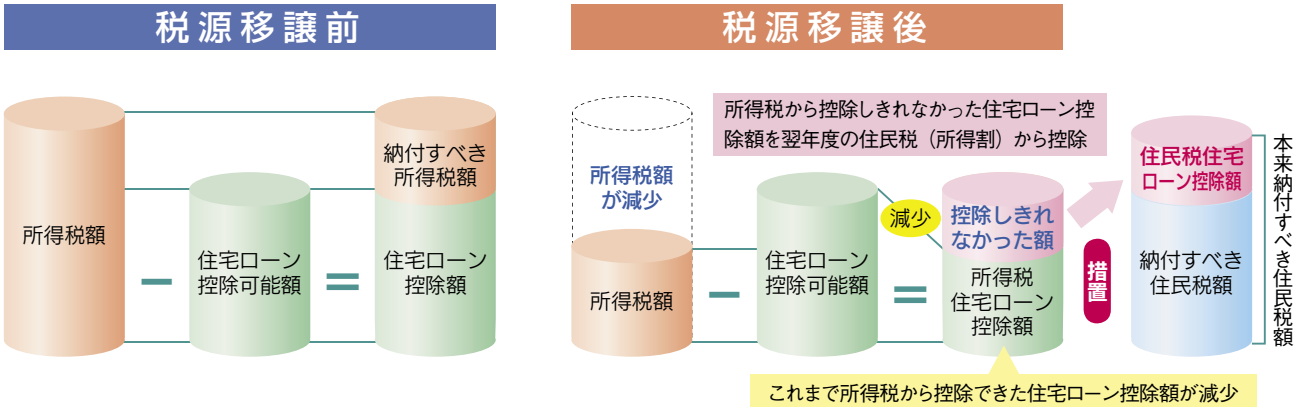 税源移譲前
所得税額
－
住宅ローン
控除可能額
＝
納付すべき
所得税額
住宅ローン
控除額
税源移譲後
所得税から控除しきれなかった住宅ローン控
除額を翌年度の住民税（所得割）から控除
所得税額
が減少
所得税額
－
住宅ローン
控除可能額
減少
＝
控除しきれ
なかった額
所得税
住宅ローン
控除額
措置
住民税住宅
ローン控除額
納付すべき
住民税額
本来納付すべき住民税額
これまで所得税から控除できた住宅ローン控除額が減少